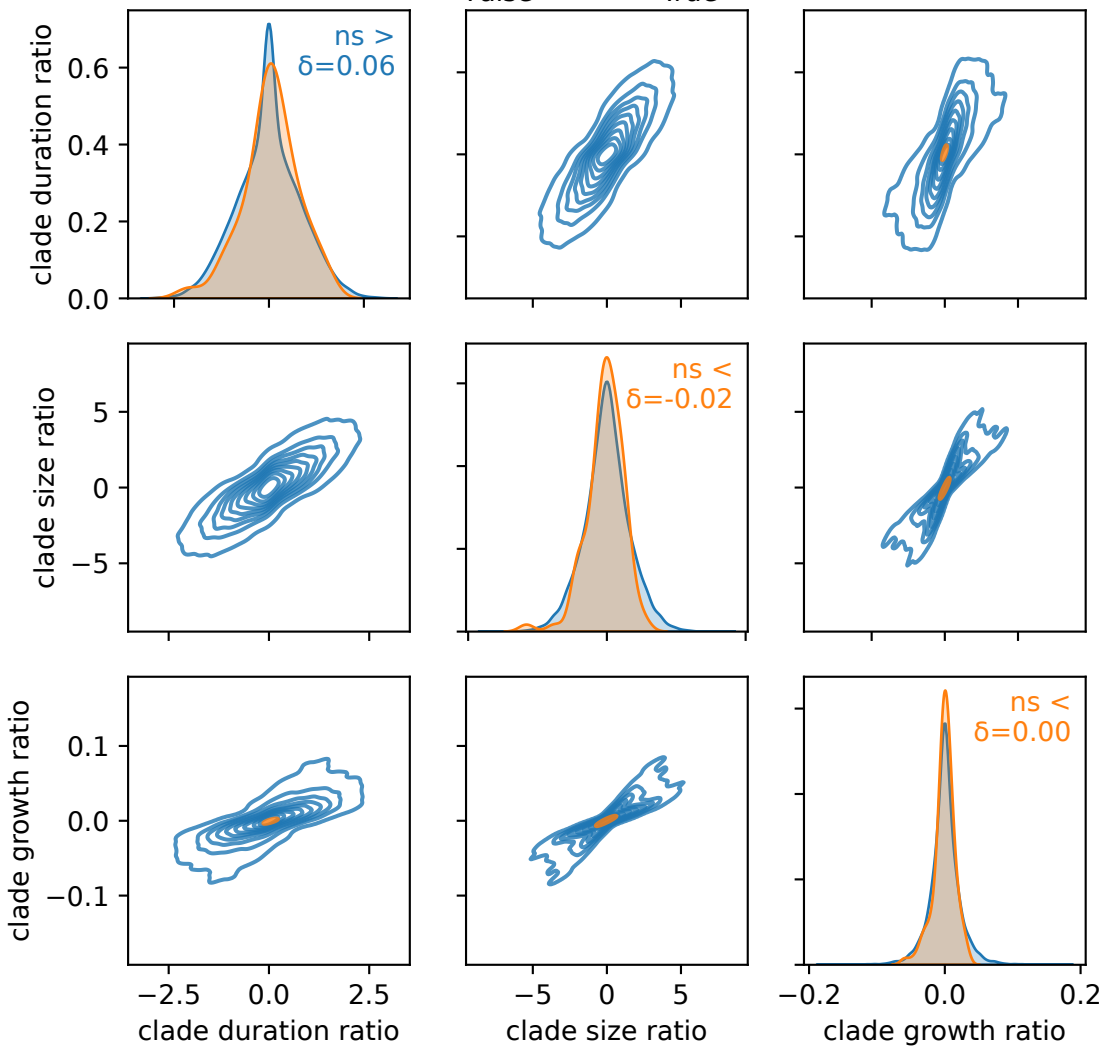 ns >
δ=0.06
clade duration ratio
0.6
0.4
0.2
0.0
ns <
δ=-0.02
clade size ratio
5
0
−5
−5
0
5
ns <
δ=0.00
clade growth ratio
0.1
0.0
−0.1
−2.5
0.0
2.5
−5
0
5
−0.2
0.0
0.2
clade duration ratio
clade size ratio
clade growth ratio